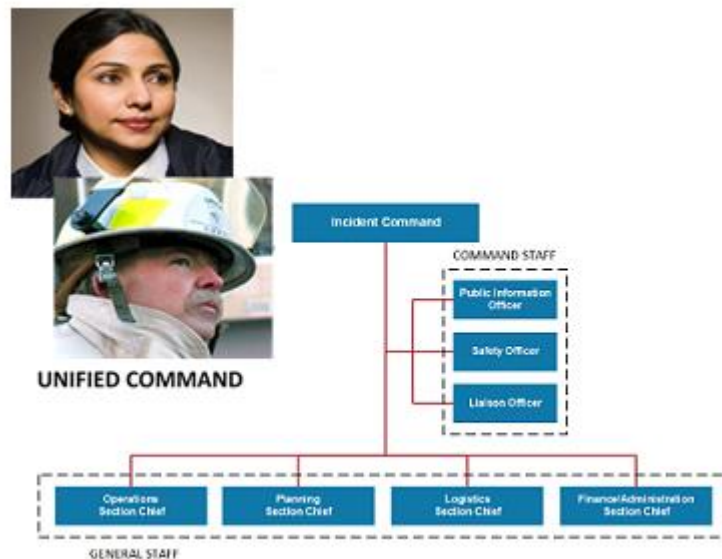 Incident Command
COMMAND STAFF
Public Information
Officer
Safety Officer
Liaison Officer
UNIFIED COMMAND
Operations
Section Chief
Planning
Section Chief
Logistics
Section Chief
Finance/Administration
Section Chief
GENERAL STAFF